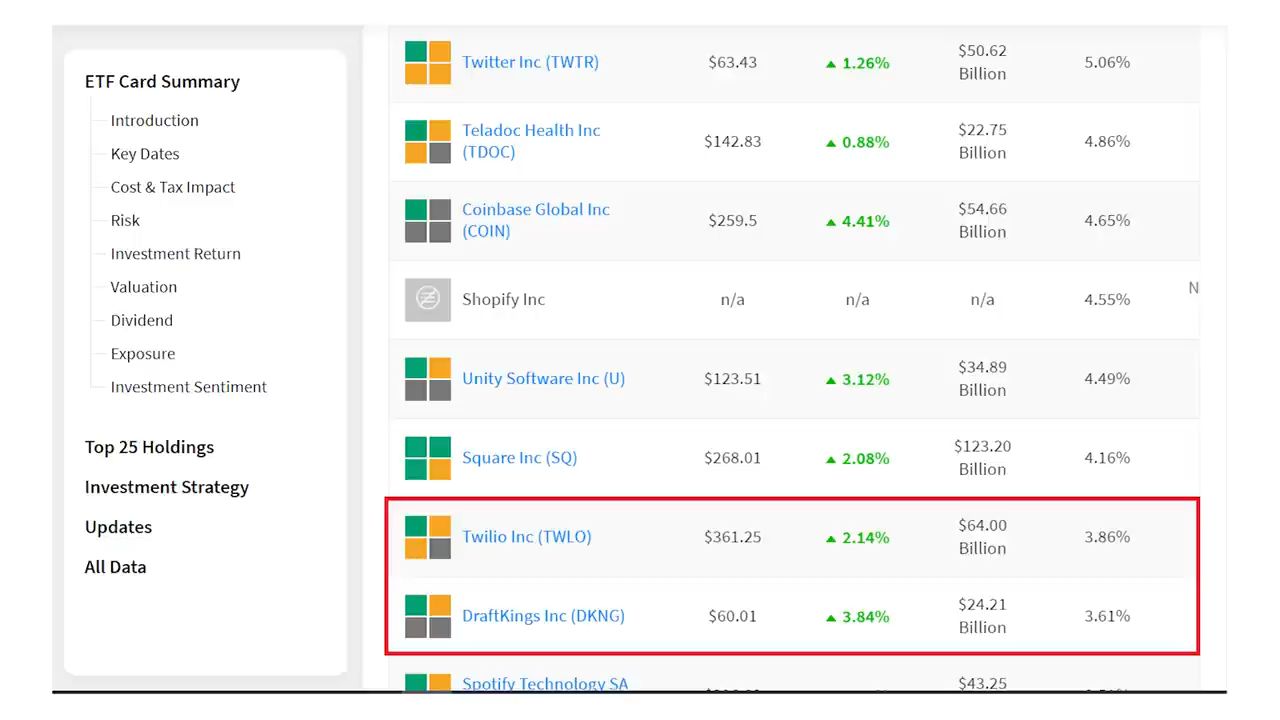 ETF Card Summary
Introduction
Key Dates
Cost & Tax Impact
Risk
Investment Return
Valuation
Dividend
Exposure
Investment Sentiment
Top 25 Holdings
Investment Strategy
Updates
All Data
Twitter Inc (TWTR) $63.43 ▲ 1.26% $50.62 Billion 5.06%
Teladoc Health Inc (TDOC) $142.83 ▲ 0.88% $22.75 Billion 4.86%
Coinbase Global Inc (COIN) $259.5 ▲ 4.41% $54.66 Billion 4.65%
Shopify Inc n/a n/a n/a 4.55% N
Unity Software Inc (U) $123.51 ▲ 3.12% $34.89 Billion 4.49%
Square Inc (SQ) $268.01 ▲ 2.08% $123.20 Billion 4.16%
Twilio Inc (TWLO) $361.25 ▲ 2.14% $64.00 Billion 3.86%
DraftKings Inc (DKNG) $60.01 ▲ 3.84% $24.21 Billion 3.61%
Spotify Technology SA $43.25